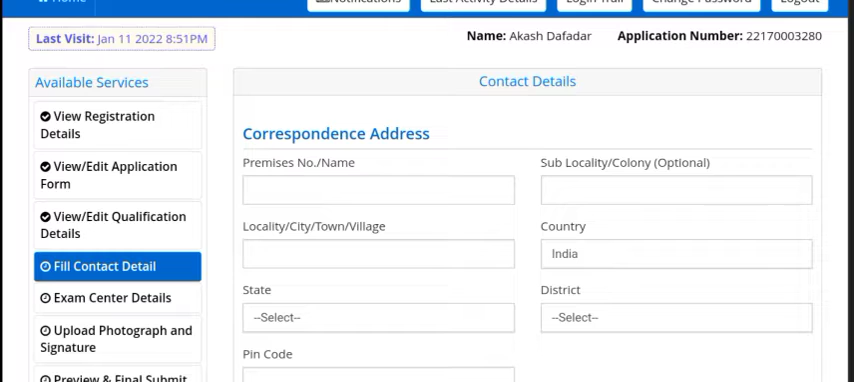 Home
Notifications Last Activity Details Login Trail Change Password Logout
Last Visit: Jan 11 2022 8:51PM
Name: Akash Dafadar Application Number: 22170003280
Available Services
View Registration
Details
View/Edit Application
Form
View/Edit Qualification
Details
Fill Contact Detail
Exam Center Details
Upload Photograph and
Signature
Preview & Final Submit
Contact Details
Correspondence Address
Premises No./Name
Sub Locality/Colony (Optional)
Locality/City/Town/Village
Country
India
State
District
--Select--
--Select--
Pin Code